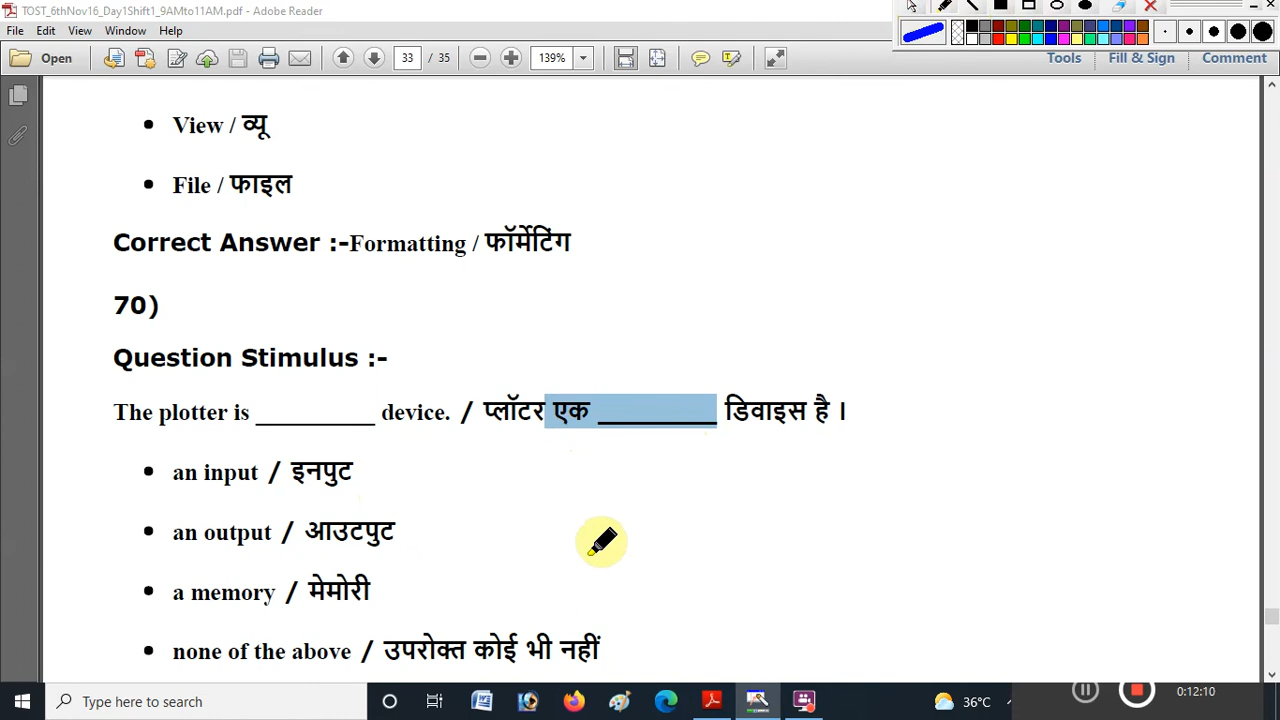 TOST_6thNov16_Day1Shift1_9AMto11AM.pdf - Adobe Reader
File Edit View Window Help
Open 33 / 35 139% Tools Fill & Sign Comment
• View / व्यू
• File / फाइल
Correct Answer :-Formatting / फॉर्मेटिंग
70)
Question Stimulus :-
The plotter is __________ device. / प्लॉटर एक __________ डिवाइस है ।
• an input / इनपुट
• an output / आउटपुट
• a memory / मेमोरी
• none of the above / उपरोक्त कोई भी नहीं
Type here to search 36°C 0:12:10